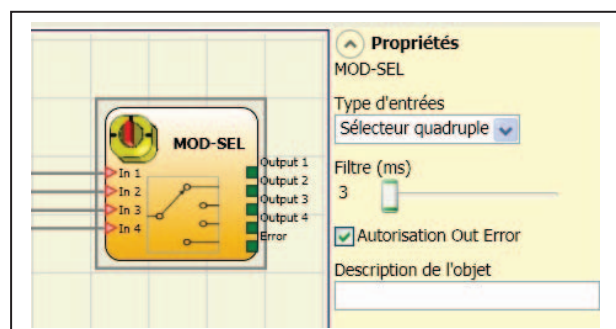 Propriétés
MOD-SEL
Type d'entrées
Sélecteur quadruple
Filtre (ms)
3
Autorisation Out Error
Description de l'objet
MOD-SEL
In 1
In 2
In 3
In 4
Output 1
Output 2
Output 3
Output 4
Error